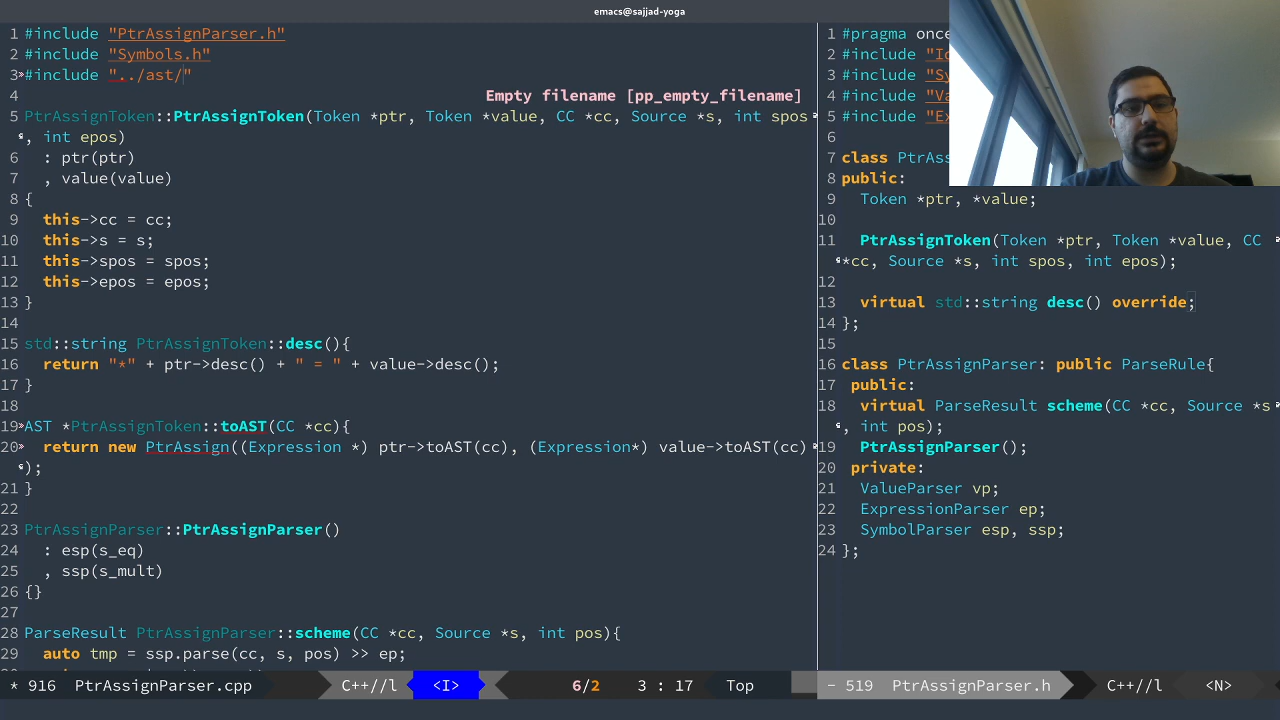 emacs@sajjad-yoga
1 #include "PtrAssignParser.h"
2 #include "Symbols.h"
3 #include "../ast/"
4 Empty filename [pp_empty_filename]
5 PtrAssignToken::PtrAssignToken(Token *ptr, Token *value, CC *cc, Source *s, int spos
, int epos)
6 : ptr(ptr)
7 , value(value)
8 {
9 this->cc = cc;
10 this->s = s;
11 this->spos = spos;
12 this->epos = epos;
13 }
14
15 std::string PtrAssignToken::desc(){
16 return "*" + ptr->desc() + " = " + value->desc();
17 }
18
19 AST *PtrAssignToken::toAST(CC *cc){
20 return new PtrAssign((Expression *) ptr->toAST(cc), (Expression*) value->toAST(cc)
);
21 }
22
23 PtrAssignParser::PtrAssignParser()
24 : esp(s_eq)
25 , ssp(s_mult)
26 {}
27
28 ParseResult PtrAssignParser::scheme(CC *cc, Source *s, int pos){
29 auto tmp = ssp.parse(cc, s, pos) >> ep;
* 916 PtrAssignParser.cpp C++//l <I> 6/2 3 : 17 Top
1 #pragma once
2 #include
3 #include
4 #include
5 #include
6
7 class
8 public:
9 Token *ptr, *value;
10
11 PtrAssignToken(Token *ptr, Token *value, CC
*cc, Source *s, int spos, int epos);
12
13 virtual std::string desc() override;
14 };
15
16 class PtrAssignParser: public ParseRule{
17 public:
18 virtual ParseResult scheme(CC *cc, Source *s
, int pos);
19 PtrAssignParser();
20 private:
21 ValueParser vp;
22 ExpressionParser ep;
23 SymbolParser esp, ssp;
24 };
- 519 PtrAssignParser.h C++//l <N>